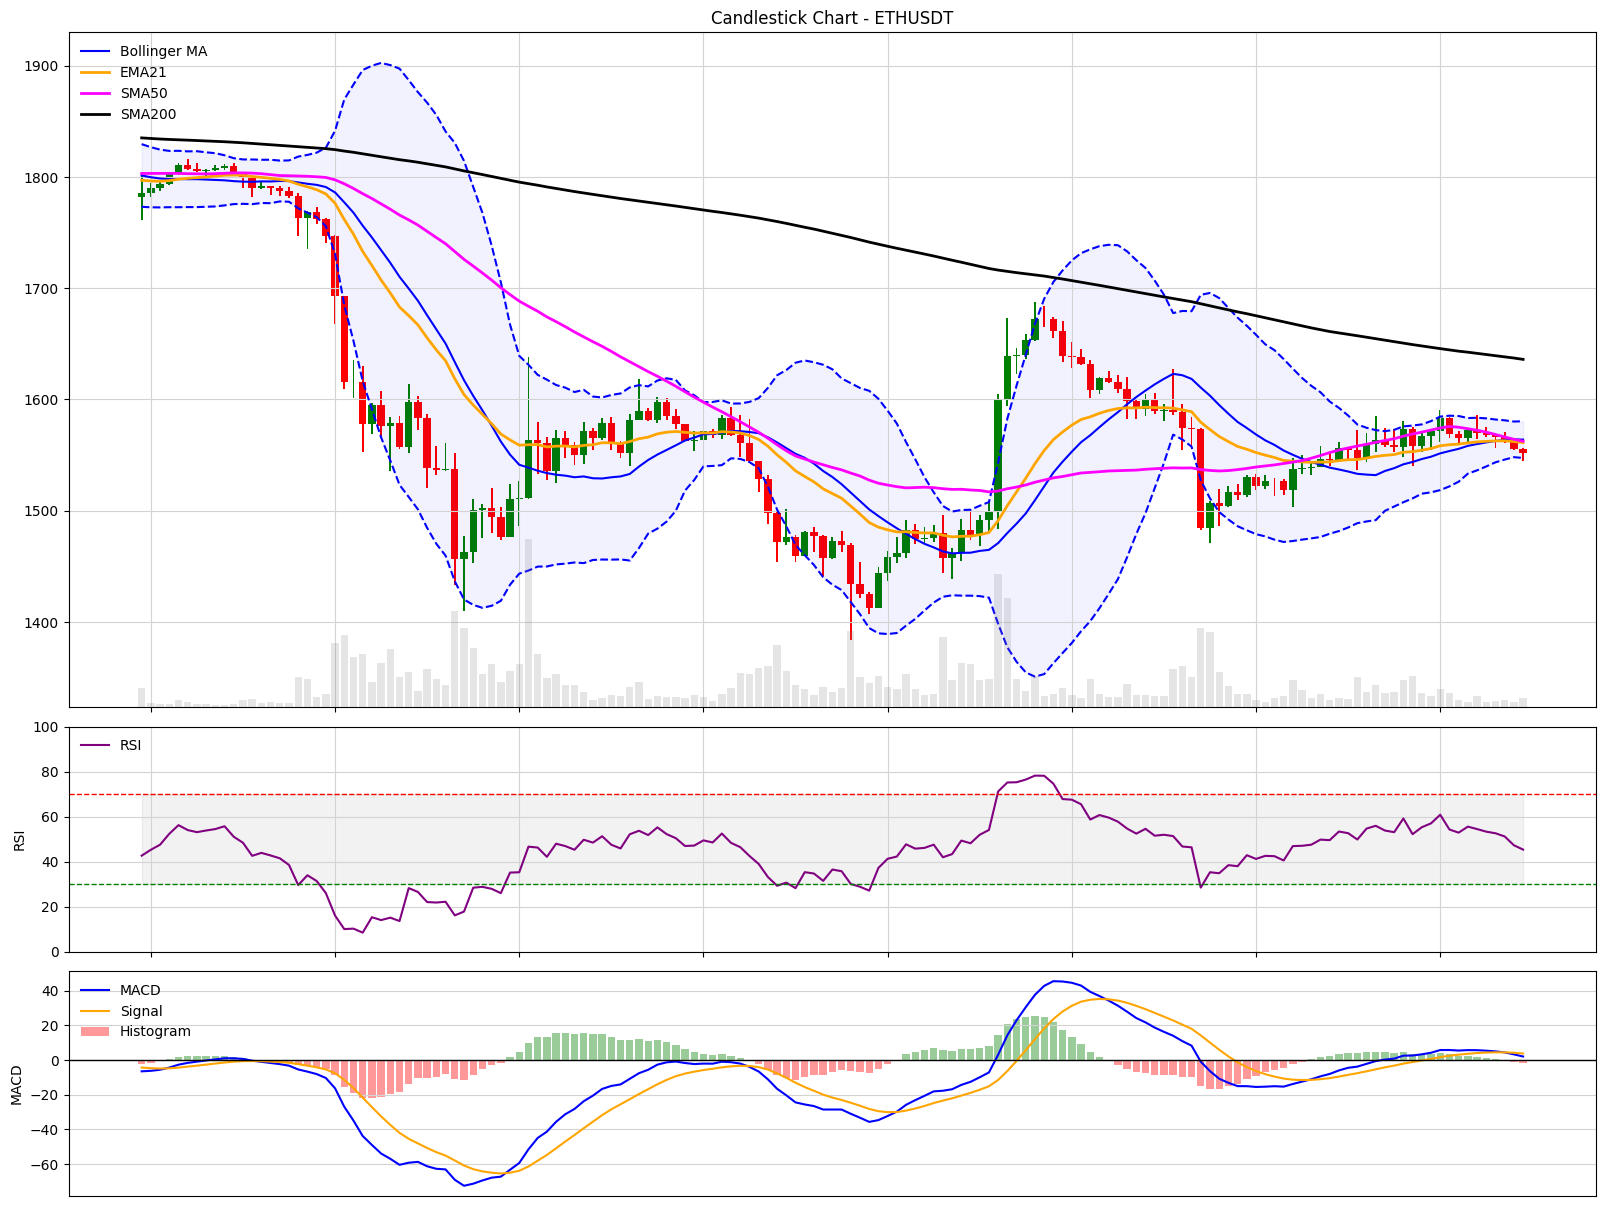 Candlestick Chart - ETHUSDT
Bollinger MA
EMA21
SMA50
SMA200
1900
1800
1700
1600
1500
1400
RSI
100
80
60
40
20
0
RSI
MACD
Signal
Histogram
40
20
0
−20
−40
−60
MACD